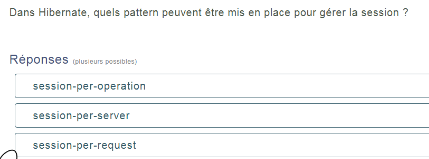 Dans Hibernate, quels pattern peuvent être mis en place pour gérer la session ?
Réponses (plusieurs possibles)
session-per-operation
session-per-server
session-per-request